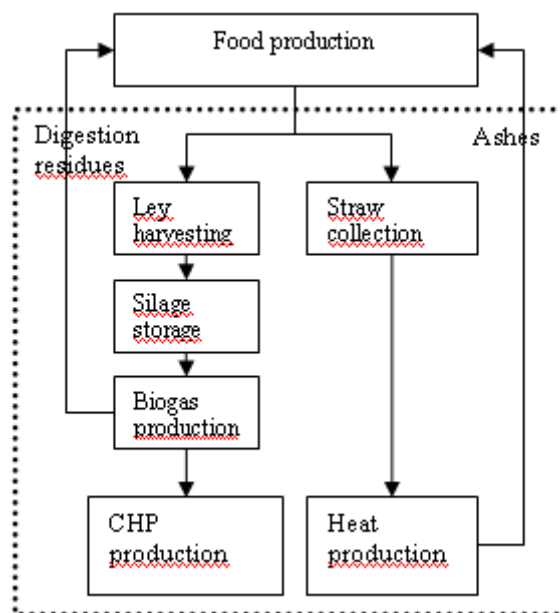 Food production
Digestion
residues
Ashes
Ley
harvesting
Straw
collection
Silage
storage
Biogas
production
CHP
production
Heat
production